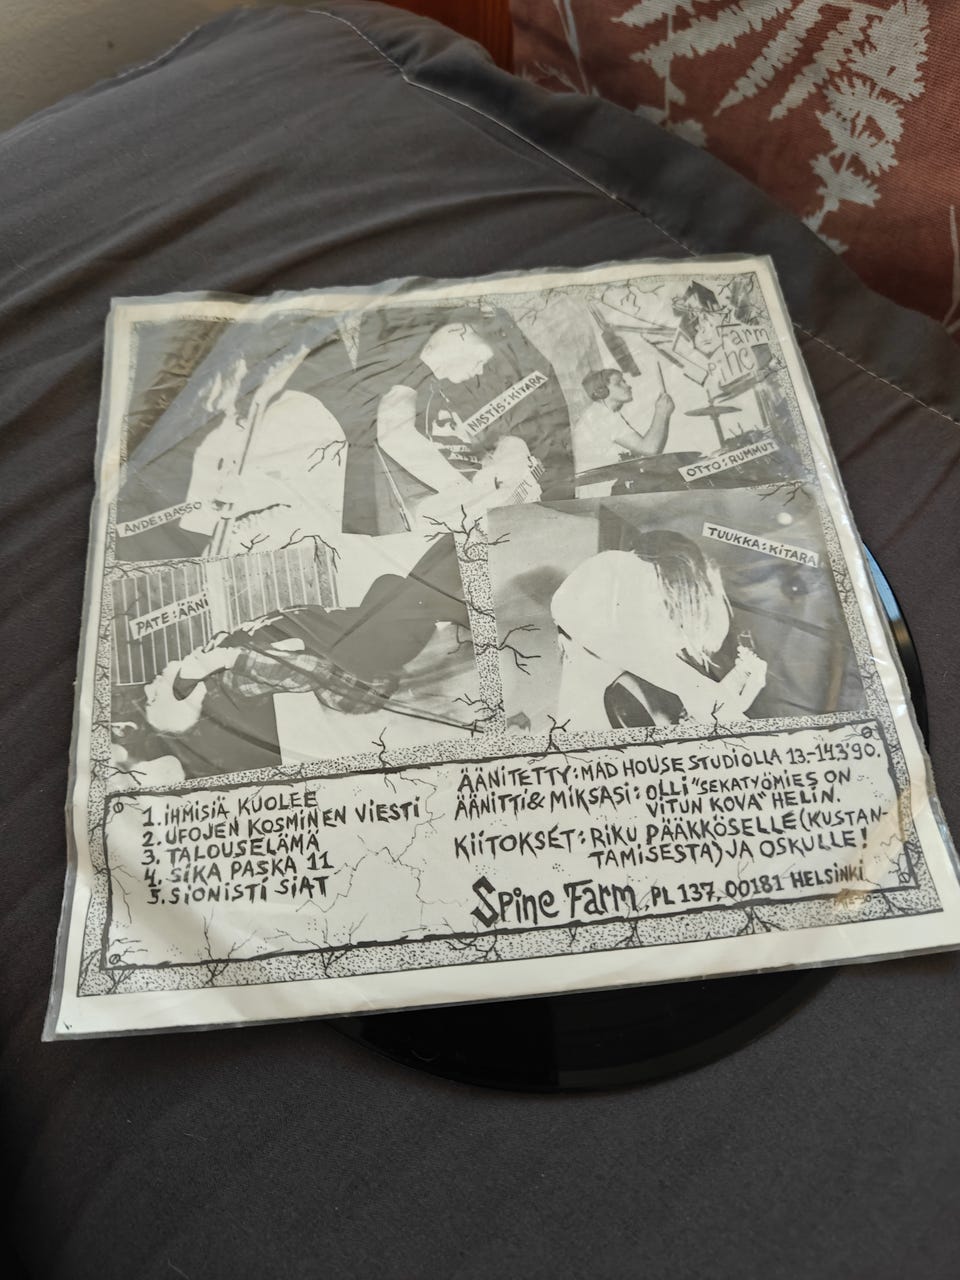 Farm
Spine
NASTIS:KITARA
OTTO:RUMMUT
ANDE:BASSO
TUUKKA:KITARA
PATE:ÄÄNI
1. IHMISIÄ KUOLEE
2. UFOJEN KOSMINEN VIESTI
3. TALOUSELÄMÄ
4. SIKA PASKA 11
5. SIONISTI SIAT
ÄÄNITETTY: MAD HOUSE STUDIOLLA 13.-14.3'90.
ÄÄNITTI & MIKSASI: OLLI "SEKATYÖMIES ON
VITUN KOVA" HELIN.
KIITOKSET: RIKU PÄÄKKÖSELLE (KUSTAN-
TAMISESTA) JA OSKULLE!
Spine Farm, PL 137, 00181 HELSINKI